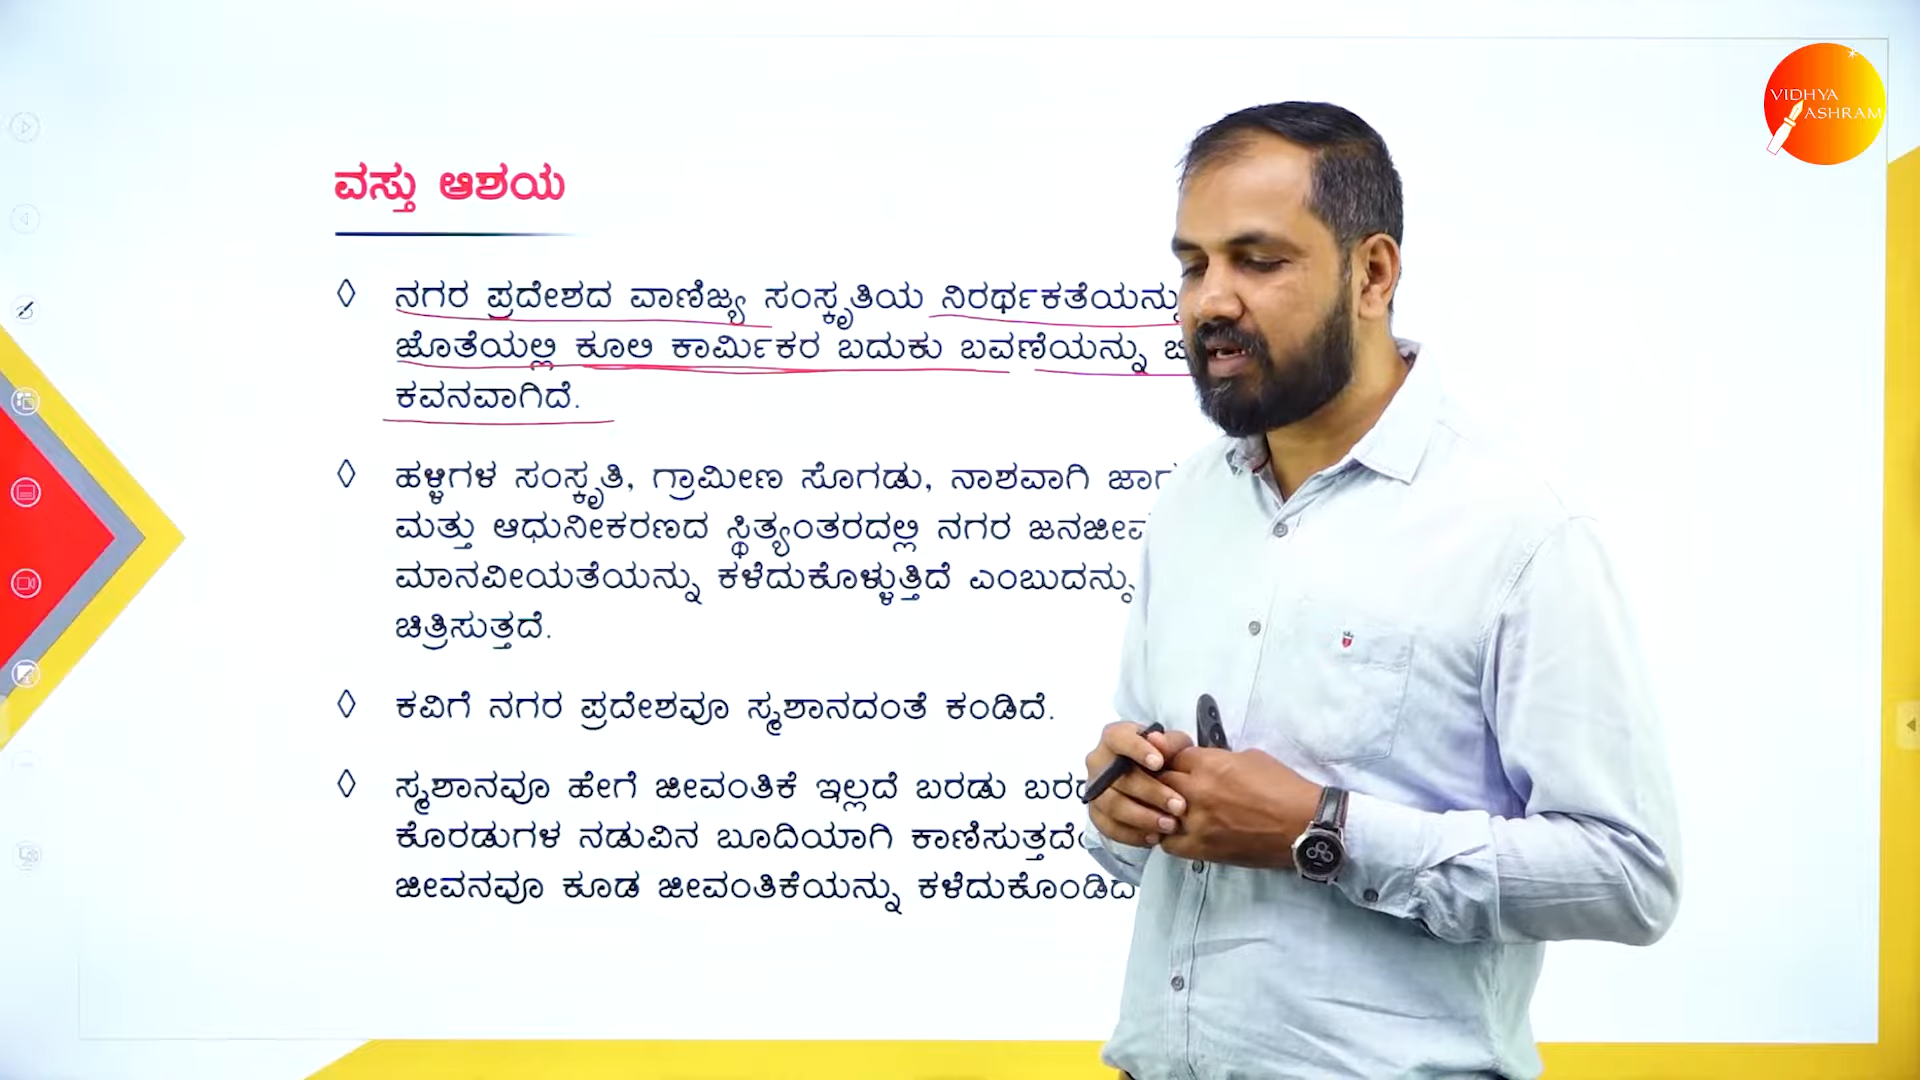 VIDHYA
ASHRAM
ವಸ್ತು ಆಶಯ
ನಗರ ಪ್ರದೇಶದ ವಾಣಿಜ್ಯ ಸಂಸ್ಕೃತಿಯ ನಿರರ್ಥಕತೆಯನ್ನು
ಜೊತೆಯಲ್ಲಿ ಕೂಲಿ ಕಾರ್ಮಿಕರ ಬದುಕು ಬವಣೆಯನ್ನು
ಕವನವಾಗಿದೆ.
ಹಳ್ಳಿಗಳ ಸಂಸ್ಕೃತಿ, ಗ್ರಾಮೀಣ ಸೊಗಡು, ನಾಶವಾಗಿ
ಮತ್ತು ಆಧುನೀಕರಣದ ಸ್ಥಿತ್ಯಂತರದಲ್ಲಿ ನಗರ
ಮಾನವೀಯತೆಯನ್ನು ಕಳೆದುಕೊಳ್ಳುತ್ತಿದೆ ಎಂಬುದನ್ನು
ಚಿತ್ರಿಸುತ್ತದೆ.
ಕವಿಗೆ ನಗರ ಪ್ರದೇಶವೂ ಸ್ಮಶಾನದಂತೆ ಕಂಡಿದೆ.
ಸ್ಮಶಾನವೂ ಹೇಗೆ ಜೀವಂತಿಕೆ ಇಲ್ಲದೆ ಬರಡು
ಕೊರಡುಗಳ ನಡುವಿನ ಬೂದಿಯಾಗಿ
ಜೀವನವೂ ಕೂಡ ಜೀವಂತಿಕೆಯನ್ನು